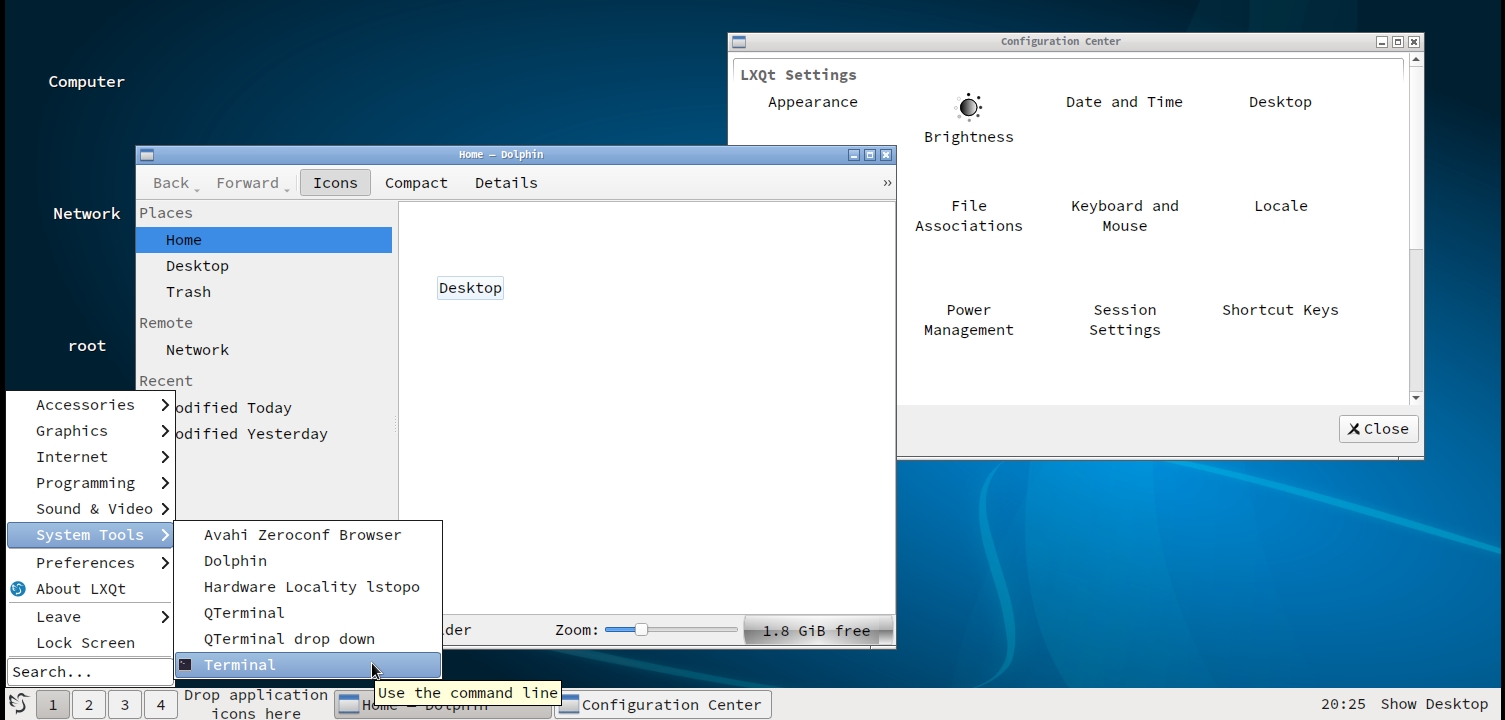 Computer
Network
root
Configuration Center
LXQt Settings
Appearance
Brightness
Date and Time
Desktop
File
Associations
Keyboard and
Mouse
Locale
Power
Management
Session
Settings
Shortcut Keys
Close
Home — Dolphin
Back
Forward
Icons
Compact
Details
››
Places
Home
Desktop
Trash
Remote
Network
Recent
odified Today
odified Yesterday
Desktop
der
Zoom:
1.8 GiB free
Accessories
Graphics
Internet
Programming
Sound & Video
System Tools
Preferences
About LXQt
Leave
Lock Screen
Search...
Avahi Zeroconf Browser
Dolphin
Hardware Locality lstopo
QTerminal
QTerminal drop down
Terminal
Use the command line
1
2
3
4
Drop application
icons here
Home — Dolphin
Configuration Center
20:25
Show Desktop